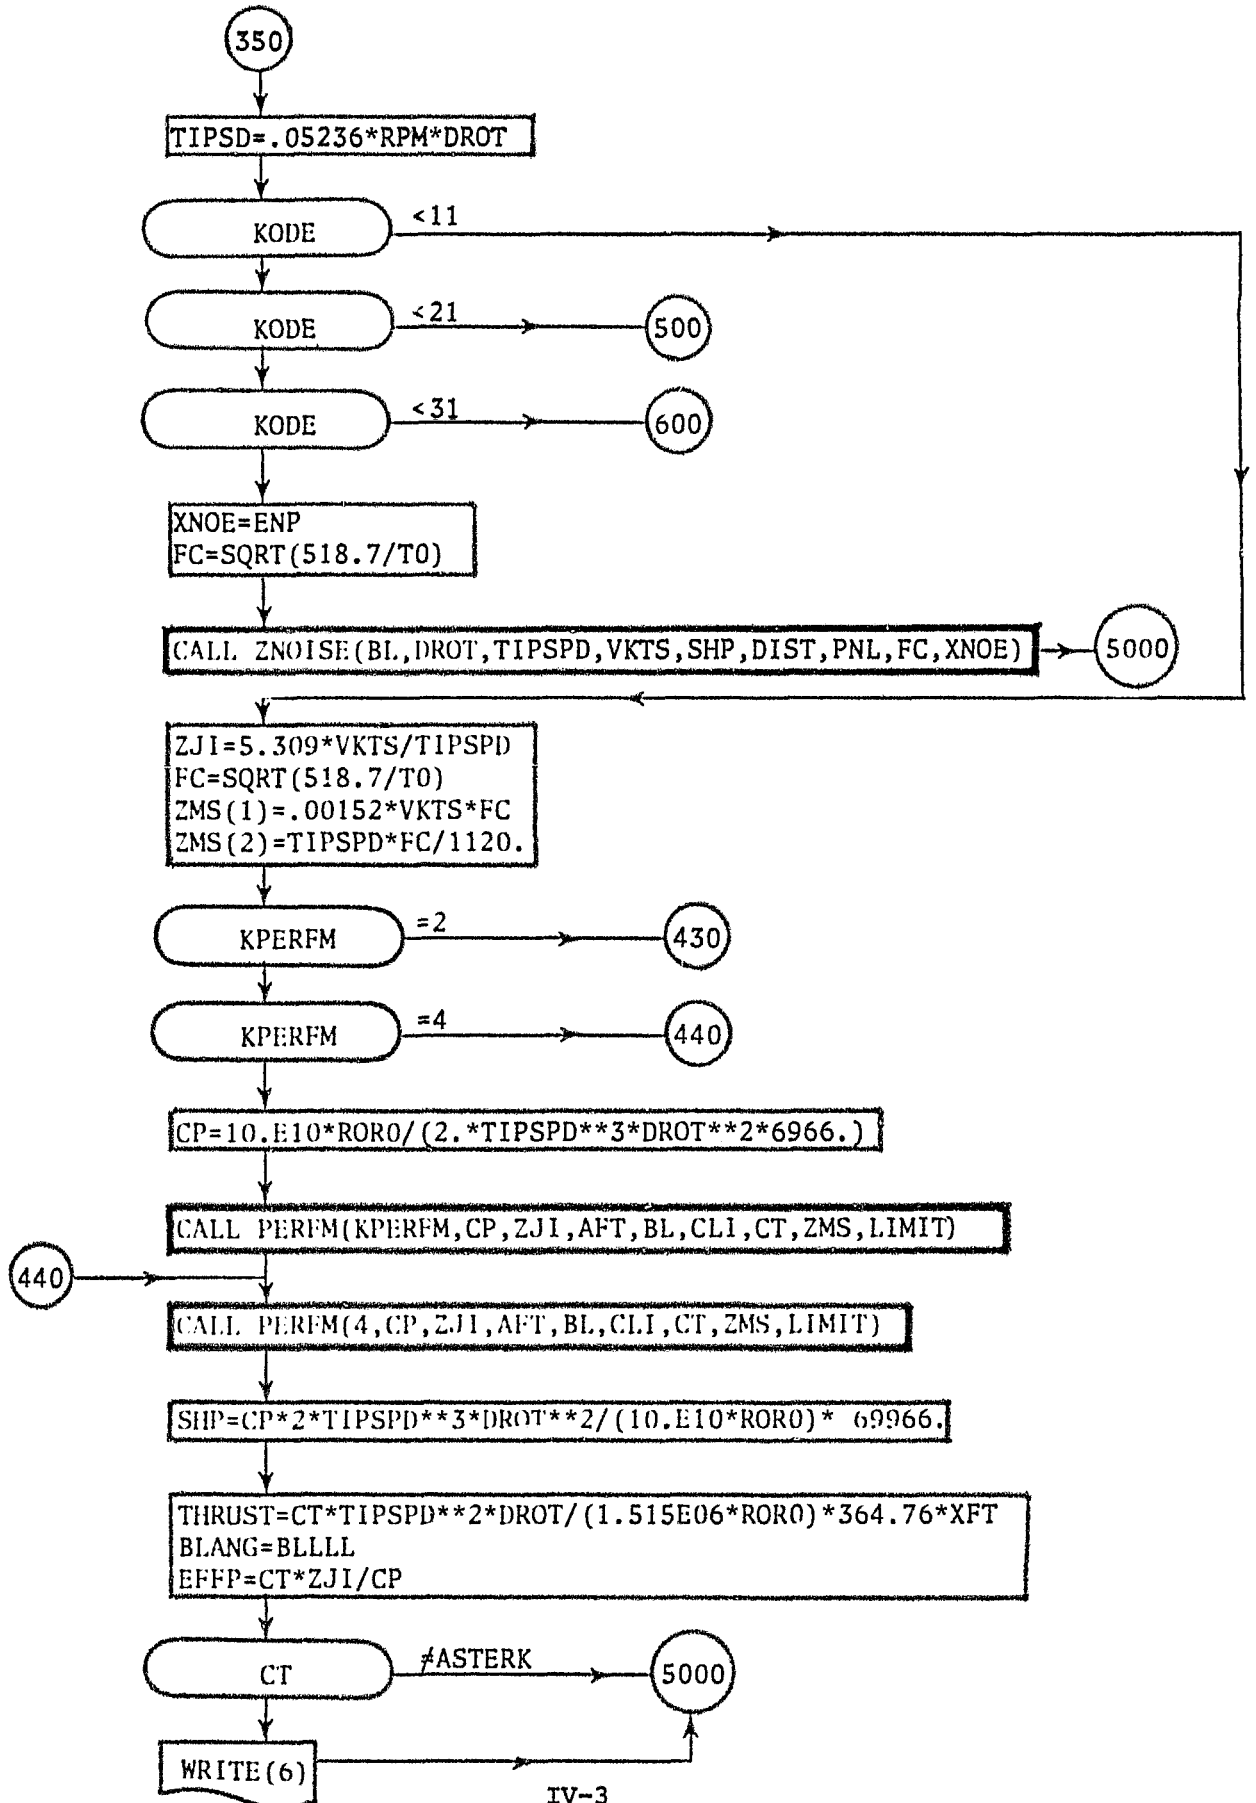 350
TIPSD=.05236*RPM*DROT
KODE
<11
KODE
<21
500
KODE
<31
600
XNOE=ENP
FC=SQRT(518.7/TO)
CALL ZNOISE(BL,DROT,TIPSPD,VKTS,SHP,DIST,PNL,FC,XNOE)
5000
ZJI=5.309*VKTS/TIPSPD
FC=SQRT(518.7/TO)
ZMS(1)=.00152*VKTS*FC
ZMS(2)=TIPSPD*FC/1120.
KPERFM
=2
430
KPERFM
=4
440
CP=10.E10*RORO/(2.*TIPSPD**3*DROT**2*6966.)
CALL PERFM(KPERFM,CP,ZJI,AFT,BL,CLI,CT,ZMS,LIMIT)
440
CALL PERFM(4,CP,ZJI,AFT,BL,CLI,CT,ZMS,LIMIT)
SHP=CP*2*TIPSPD**3*DROT**2/(10.E10*RORO)* 69966.
THRUST=CT*TIPSPD**2*DROT/(1.515E06*RORO)*364.76*XFT
BLANG=BLLLL
EFFP=CT*ZJI/CP
CT
≠ASTERK
5000
WRITE(6)
IV-3